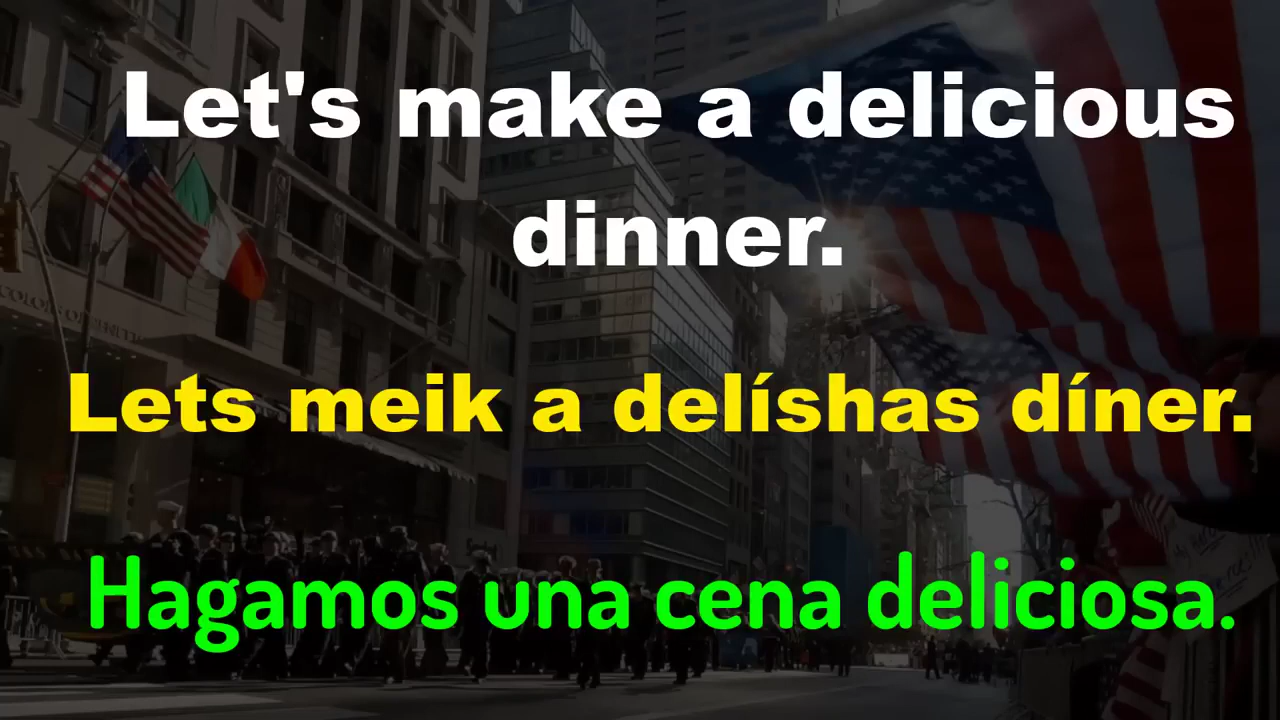 Let's make a delicious
dinner.
Lets meik a delíshas díner.
Hagamos una cena deliciosa.